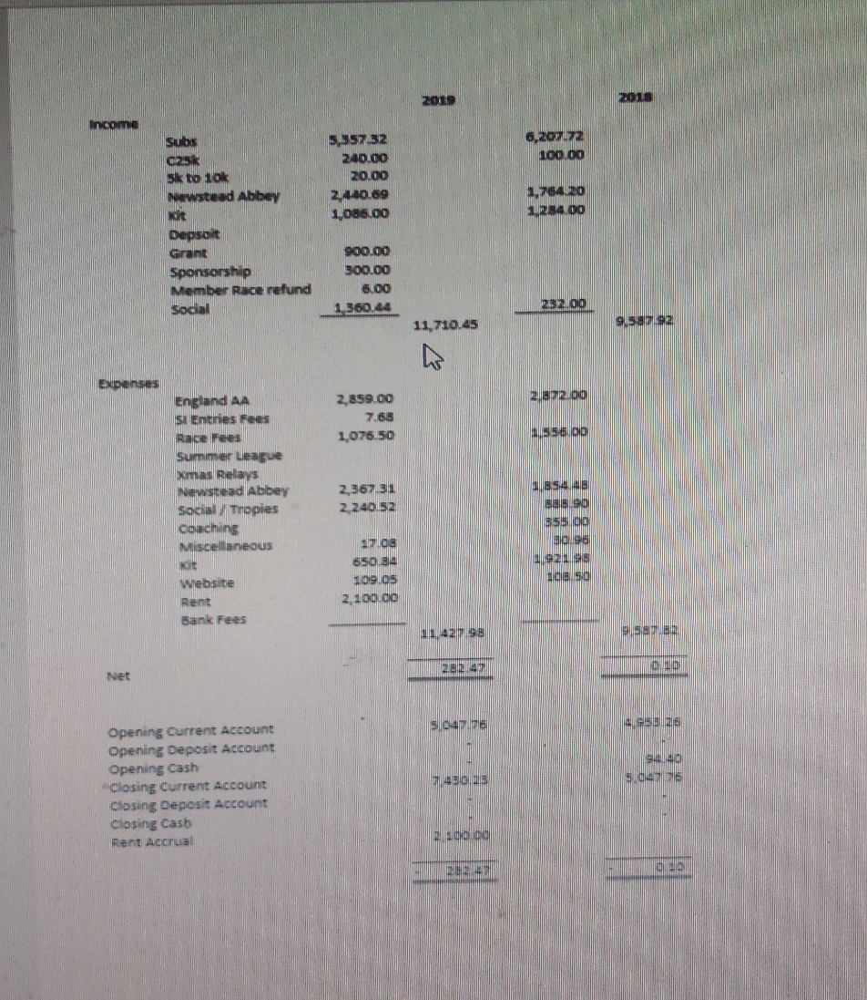 2019 2018
Income
Subs 5,357.32 6,207.72
C25k 240.00 100.00
5k to 10k 20.00
Newstead Abbey 2,440.69 1,764.20
Kit 1,086.00 1,284.00
Depsoit
Grant 900.00
Sponsorship 300.00
Member Race refund 6.00
Social 1,360.44 232.00
11,710.45 9,587.92
Expenses
England AA 2,859.00 2,872.00
SI Entries Fees 7.68
Race Fees 1,076.50 1,556.00
Summer League
Xmas Relays
Newstead Abbey 2,367.31 1,854.48
Social / Tropies 2,240.52 888.90
Coaching 355.00
Miscellaneous 17.08 30.96
Kit 650.84 1,921.98
Website 109.05 108.50
Rent 2,100.00
Bank Fees
11,427.98 9,587.82
Net 282.47 0.10
Opening Current Account 5,047.76 4,953.26
Opening Deposit Account - -
Opening Cash - 94.40
Closing Current Account 7,430.23 5,047.76
Closing Deposit Account - -
Closing Cash - -
Rent Accrual 2,100.00
- 282.47 - 0.10